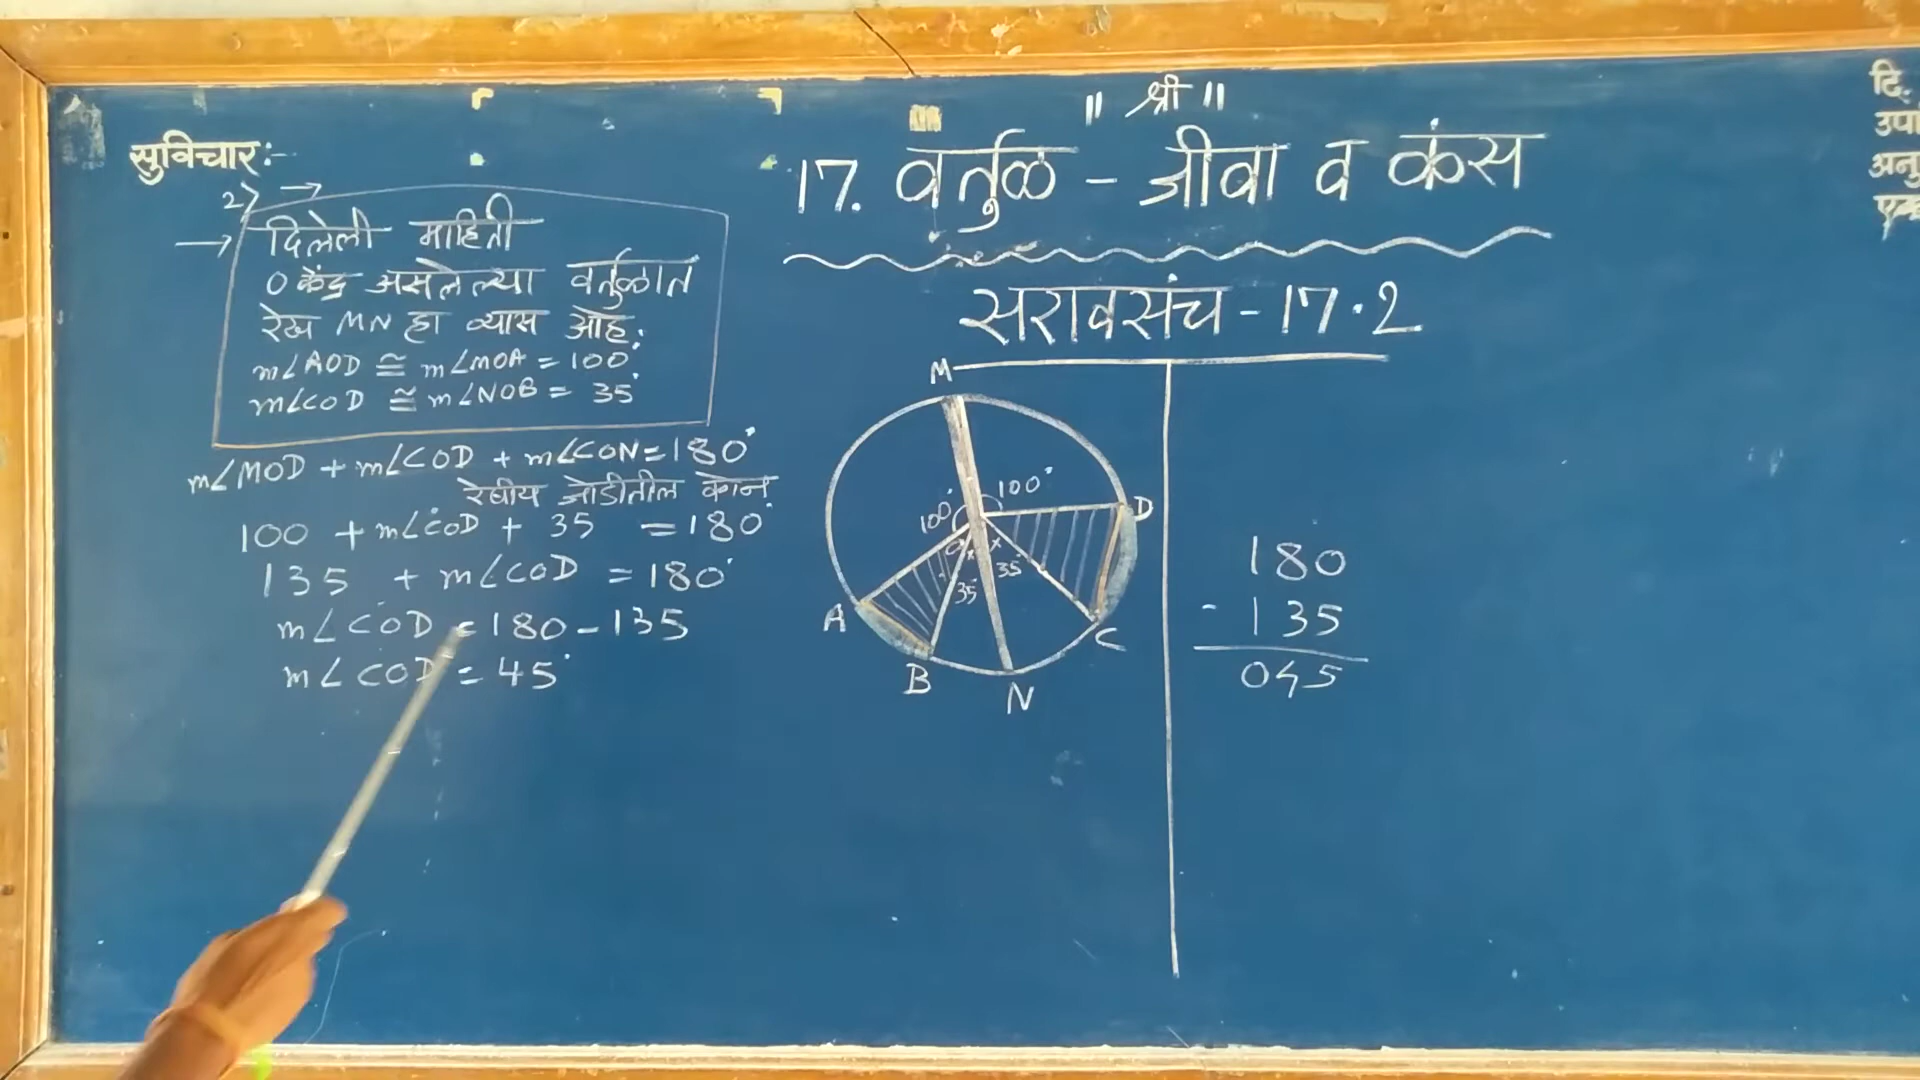 सुविचार:-
2) →
→ दिलेली माहिती
O केंद्र असलेल्या वर्तुळात
रेख MN हा व्यास आहे.
m∠AOD ≅ m∠MOA = 100°
m∠COD ≅ m∠NOB = 35°
m∠MOD + m∠COD + m∠CON = 180°
रेषीय जोडीतील कोन
100 + m∠COD + 35 = 180°
135 + m∠COD = 180°
m∠COD = 180 - 135
m∠COD = 45°
॥ श्री ॥
17. वर्तुळ - जीवा व कंस
सरावसंच - 17.2
M
100°
D
100°
O
x x
35°
35°
A
B
N
C
180
- 135
045
दि.